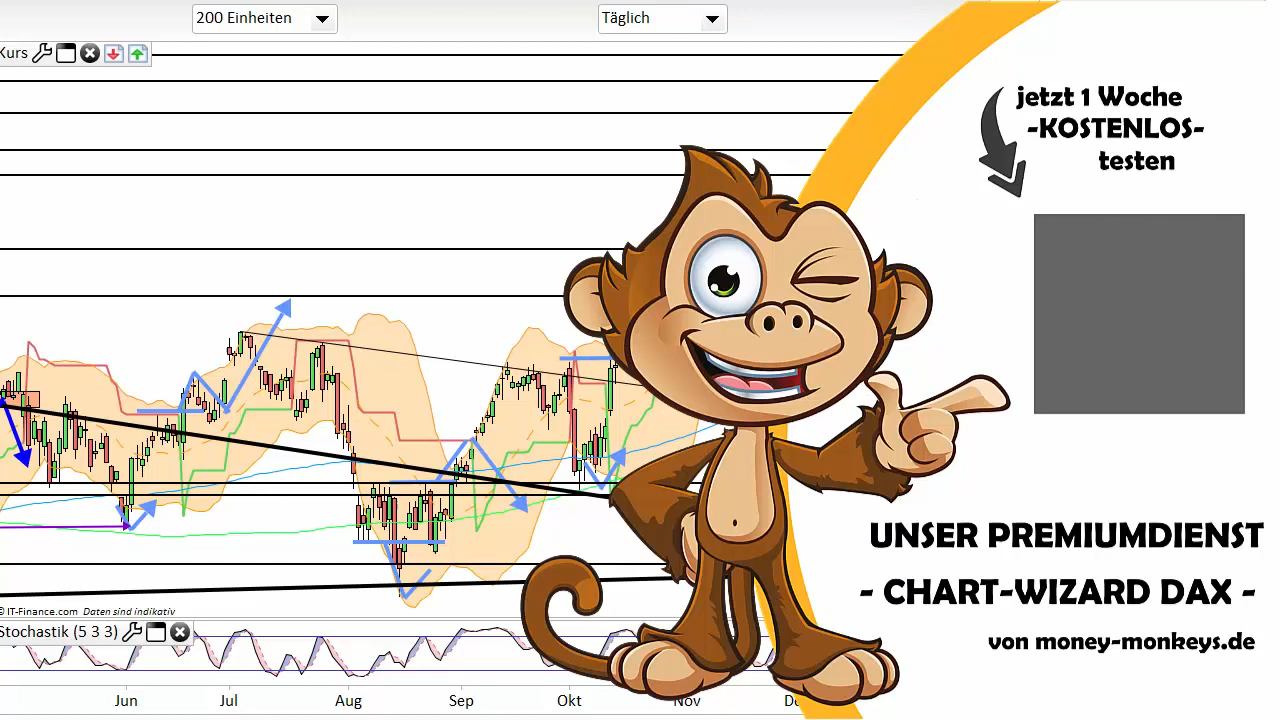 200 Einheiten
Täglich
Kurs
jetzt 1 Woche
-KOSTENLOS-
testen
UNSER PREMIUMDIENST
- CHART-WIZARD DAX -
von money-monkeys.de
© IT-Finance.com Daten sind indikativ
Stochastik (5 3 3)
Jun Jul Aug Sep Okt Nov